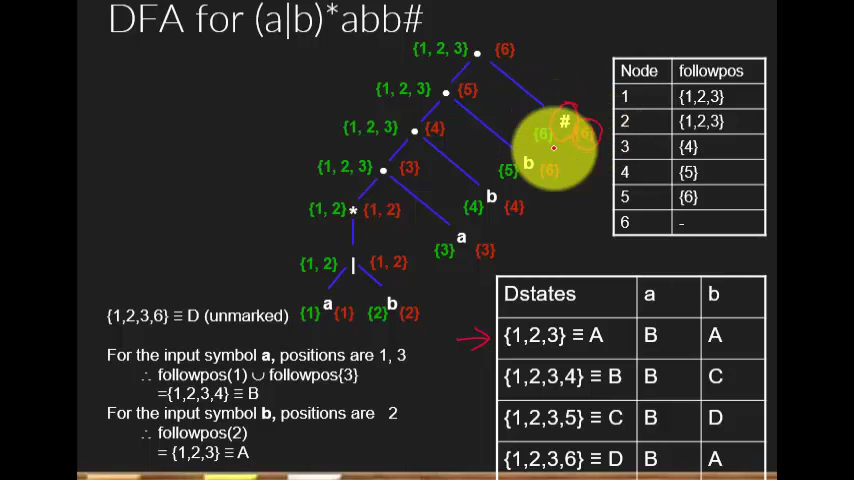 DFA for (a|b)*abb#
{1, 2, 3} • {6}
{1, 2, 3} • {5}
{1, 2, 3} • {4}
{6} # {6}
{1, 2, 3} • {3}
{5} b {6}
{1, 2} * {1, 2}
{4} b {4}
{3} a {3}
{1, 2} | {1, 2}
{1} a {1} {2} b {2}
Node followpos
1 {1,2,3}
2 {1,2,3}
3 {4}
4 {5}
5 {6}
6 -
{1,2,3,6} ≡ D (unmarked)
For the input symbol a, positions are 1, 3
∴ followpos(1) ∪ followpos{3}
={1,2,3,4} ≡ B
For the input symbol b, positions are 2
∴ followpos(2)
= {1,2,3} ≡ A
Dstates a b
{1,2,3} ≡ A B A
{1,2,3,4} ≡ B B C
{1,2,3,5} ≡ C B D
{1,2,3,6} ≡ D B A